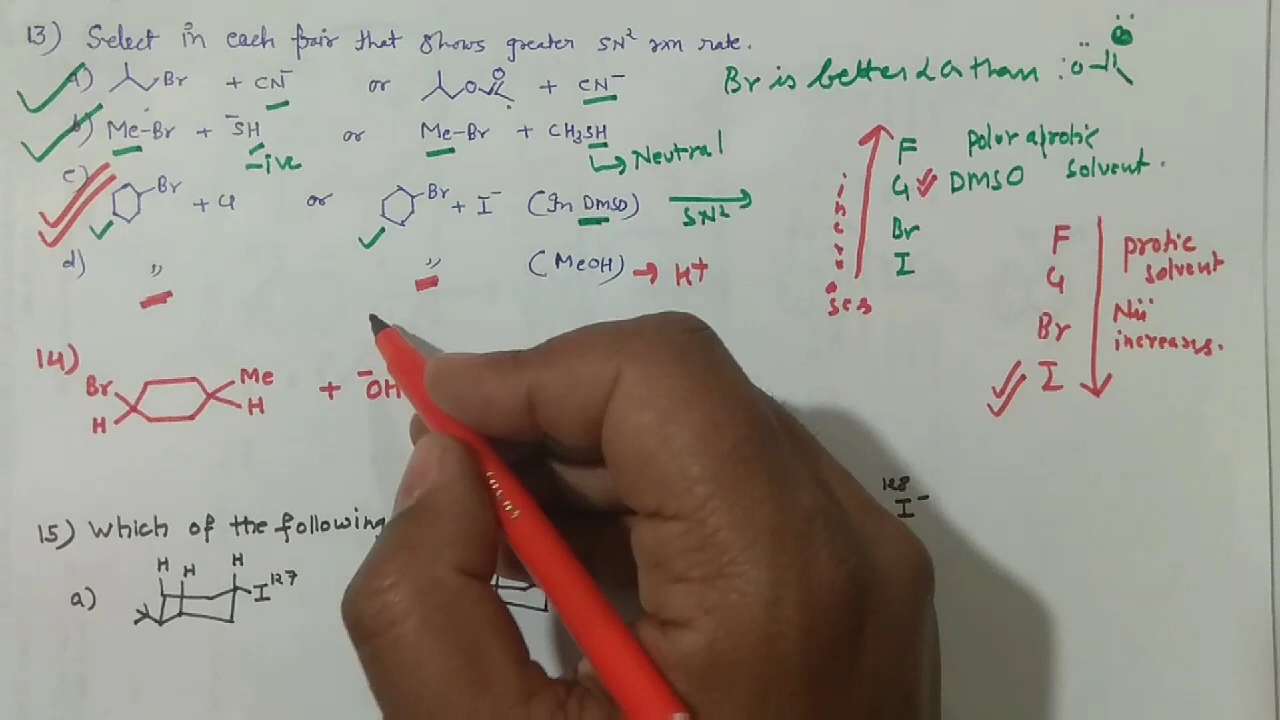 13) Select in each pair that shows greater SN² rxn rate.
a) Br + CN⁻ or O O + CN⁻
Br is better LG than :O
b) Me-Br + ⁻SH or Me-Br + CH₃SH
-ive
Neutral
c) Br + Cl or Br + I⁻ (In DMSO) SN²
d) ,, ,, (MeOH) → H⁺
F
Cl
Br
I
polar aprotic
solvent.
DMSO
increases
F
Cl
Br
I
protic
solvent
Nü
increases.
14) Br H Me H + ⁻OH
15) Which of the following
128
I⁻
a) H H H I¹²⁷